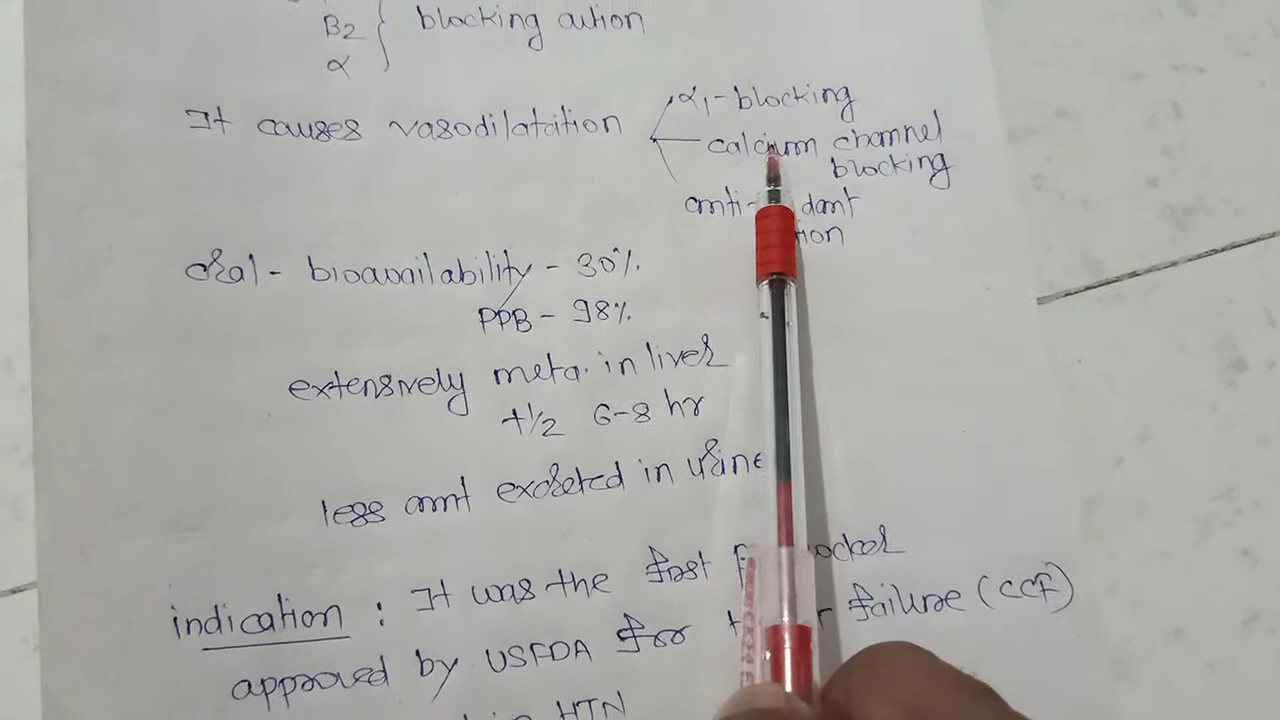 B2 } blocking action
α
It causes vasodilatation α1-blocking
calcium channel
blocking
anti-
oral - bioavailability - 30%.
PPB - 98%.
extensively meta. in liver
t1/2 6-8 hr
less amt excreted in urine
indication : It was the first
approved by USFDA for failure (CCF)
HTN